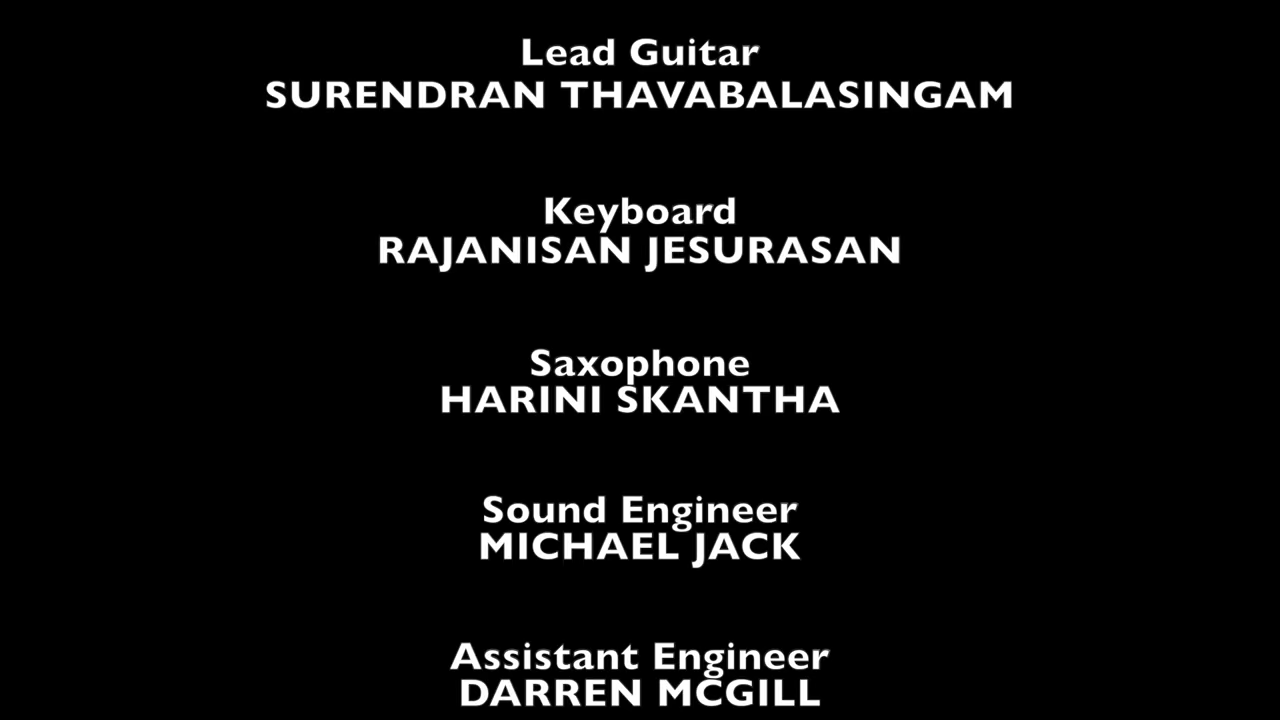 Lead Guitar
SURENDRAN THAVABALASINGAM
Keyboard
RAJANISAN JESURASAN
Saxophone
HARINI SKANTHA
Sound Engineer
MICHAEL JACK
Assistant Engineer
DARREN MCGILL